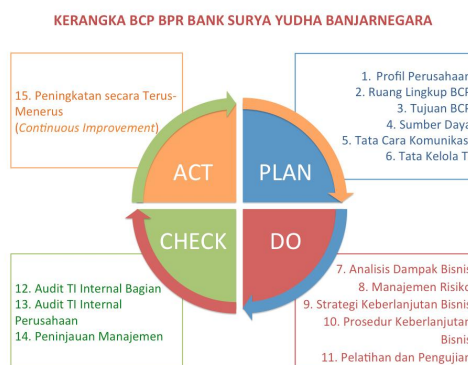 KERANGKA BCP BPR BANK SURYA YUDHA BANJARNEGARA
15. Peningkatan secara Terus-
Menerus
(Continuous Improvement)
1. Profil Perusahaan
2. Ruang Lingkup BCP
3. Tujuan BCP
4. Sumber Daya
5. Tata Cara Komunikasi
6. Tata Kelola TI
ACT
PLAN
CHECK
DO
12. Audit TI Internal Bagian
13. Audit TI Internal
Perusahaan
14. Peninjauan Manajemen
7. Analisis Dampak Bisnis
8. Manajemen Risiko
9. Strategi Keberlanjutan Bisnis
10. Prosedur Keberlanjutan
Bisnis
11. Pelatihan dan Pengujian